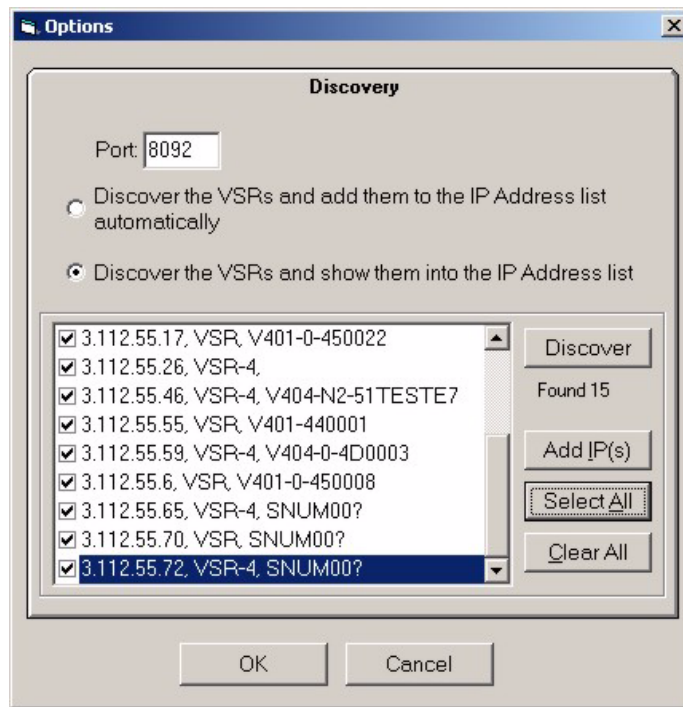 Options
Discovery
Port: 8092
Discover the VSRs and add them to the IP Address list
automatically
Discover the VSRs and show them into the IP Address list
3.112.55.17, VSR, V401-0-450022
3.112.55.26, VSR-4,
3.112.55.46, VSR-4, V404-N2-51TESTE7
3.112.55.55, VSR, V401-440001
3.112.55.59, VSR-4, V404-0-4D0003
3.112.55.6, VSR, V401-0-450008
3.112.55.65, VSR-4, SNUM00?
3.112.55.70, VSR, SNUM00?
3.112.55.72, VSR-4, SNUM00?
Discover
Found 15
Add IP(s)
Select All
Clear All
OK
Cancel